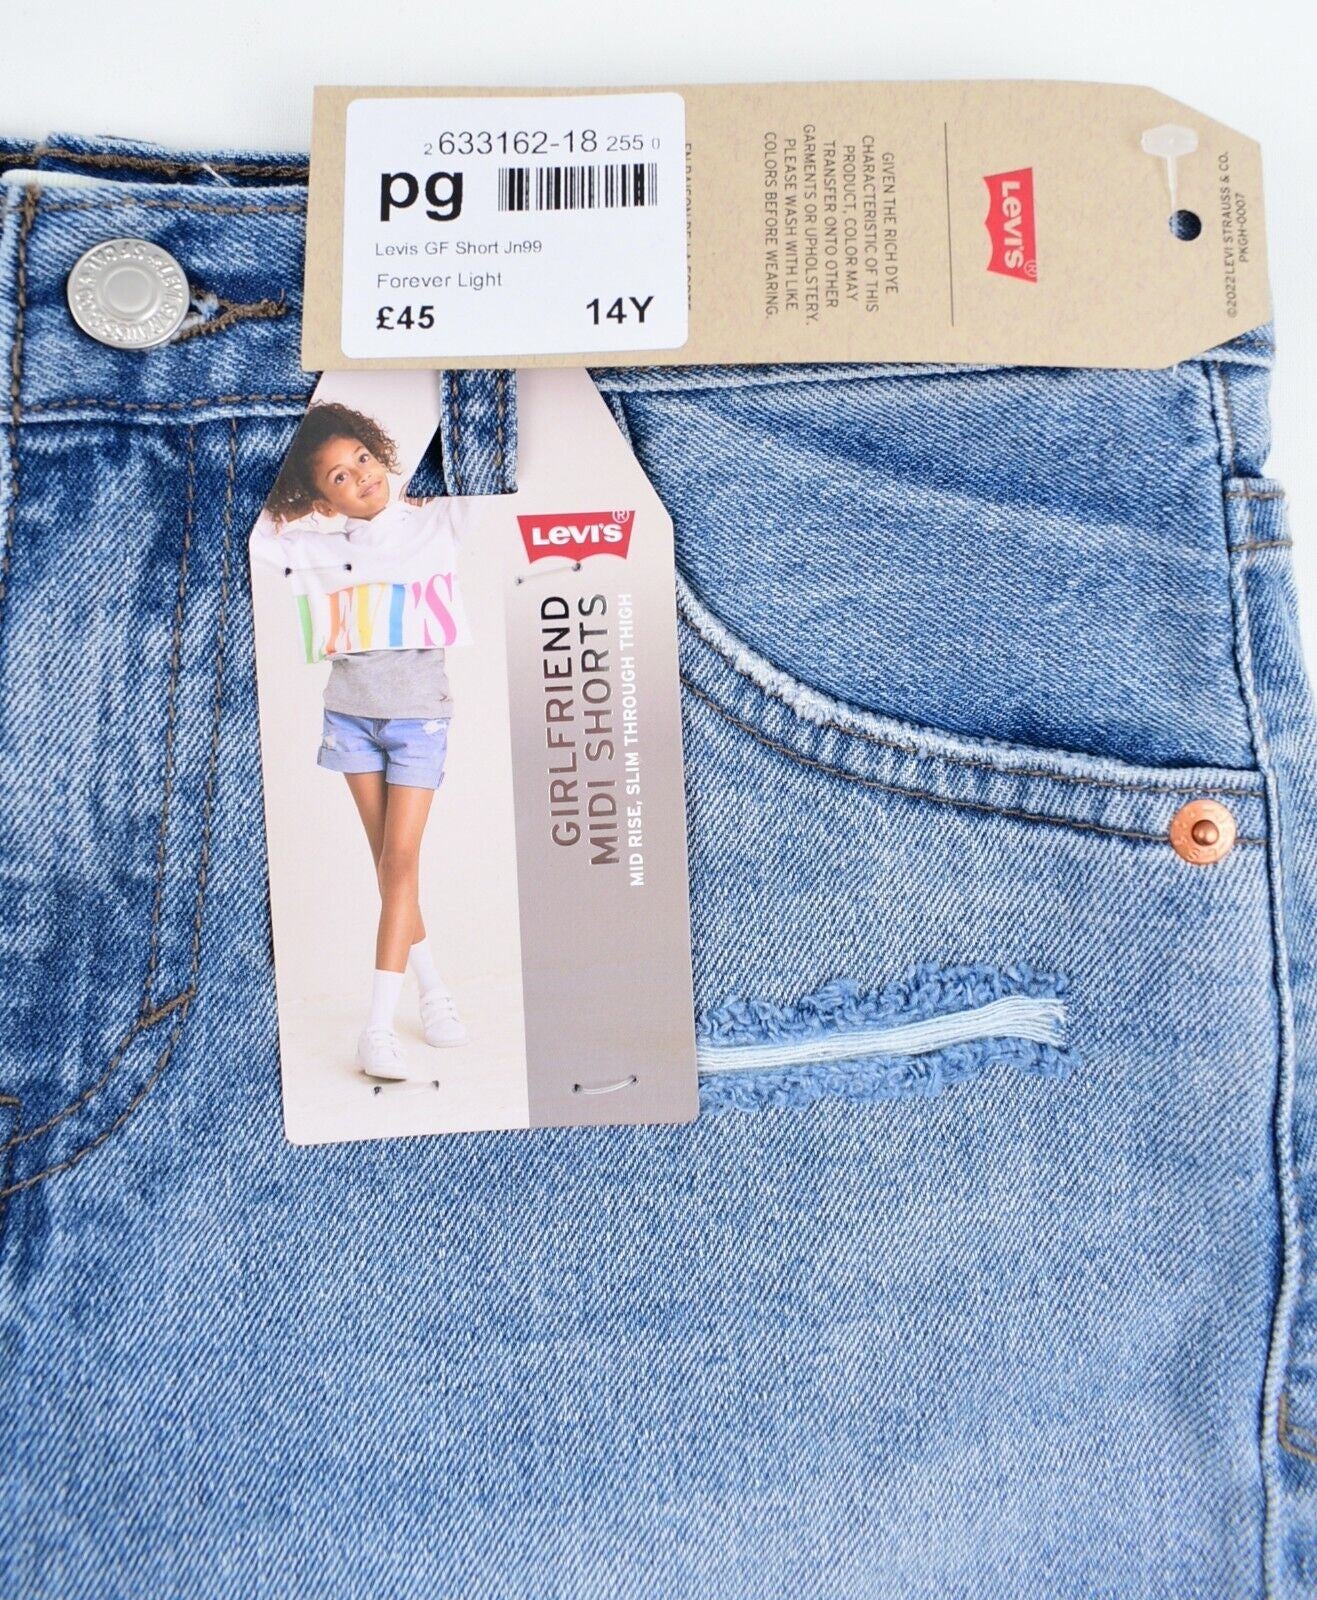 2 633162-18 255 0
pg
Levis GF Short Jn99
Forever Light
£45 14Y
GIVEN THE RICH DYE
CHARACTERISTIC OF THIS
PRODUCT, COLOR MAY
TRANSFER ONTO OTHER
GARMENTS OR UPHOLSTERY.
PLEASE WASH WITH LIKE
COLORS BEFORE WEARING.
Levi's®
©2022 LEVI STRAUSS & CO.
PKGH-00107
Levi's®
LEVI'S
GIRLFRIEND
MIDI SHORTS
MID RISE, SLIM THROUGH THIGH